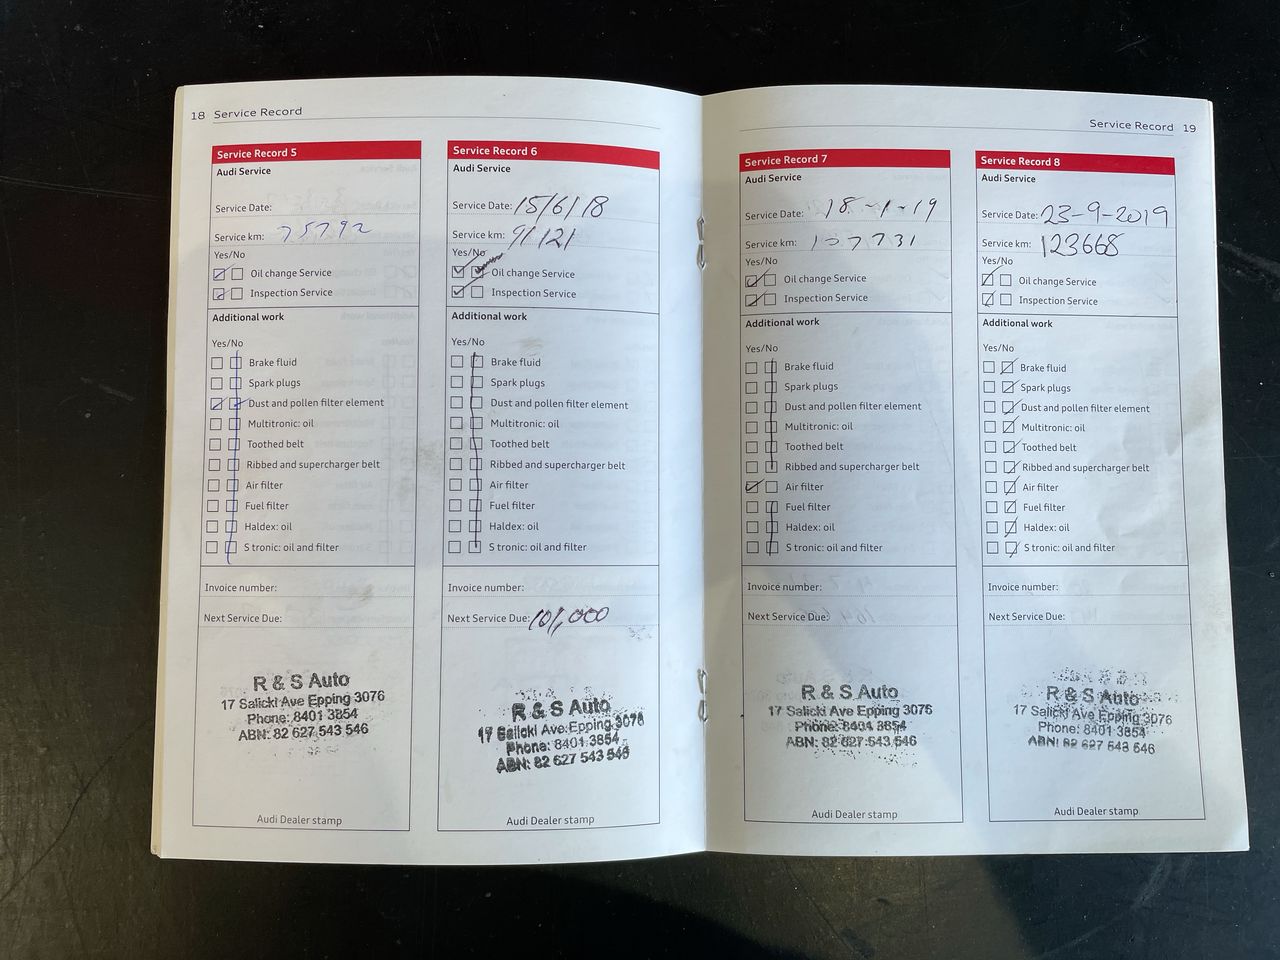 18 Service Record
Service Record 5
Audi Service
Service Date:
Service km: 75792
Yes/No
Oil change Service
Inspection Service
Additional work
Yes/No
Brake fluid
Spark plugs
Dust and pollen filter element
Multitronic: oil
Toothed belt
Ribbed and supercharger belt
Air filter
Fuel filter
Haldex: oil
S tronic: oil and filter
Invoice number:
Next Service Due:
R & S Auto
17 Salicki Ave Epping 3076
Phone: 8401 3854
ABN: 82 627 543 546
Audi Dealer stamp
Service Record 6
Audi Service
Service Date: 15/6/18
Service km: 91121
Yes/No
Oil change Service
Inspection Service
Additional work
Yes/No
Brake fluid
Spark plugs
Dust and pollen filter element
Multitronic: oil
Toothed belt
Ribbed and supercharger belt
Air filter
Fuel filter
Haldex: oil
S tronic: oil and filter
Invoice number:
Next Service Due: 101,000
R & S Auto
17 Salicki Ave Epping 3076
Phone: 8401 3854
ABN: 82 627 543 546
Audi Dealer stamp
Service Record 19
Service Record 7
Audi Service
Service Date: 18-1-19
Service km: 107731
Yes/No
Oil change Service
Inspection Service
Additional work
Yes/No
Brake fluid
Spark plugs
Dust and pollen filter element
Multitronic: oil
Toothed belt
Ribbed and supercharger belt
Air filter
Fuel filter
Haldex: oil
S tronic: oil and filter
Invoice number:
Next Service Due:
R & S Auto
17 Salicki Ave Epping 3076
Phone: 8401 3854
ABN: 82 627 543 546
Audi Dealer stamp
Service Record 8
Audi Service
Service Date: 23-9-2019
Service km: 123668
Yes/No
Oil change Service
Inspection Service
Additional work
Yes/No
Brake fluid
Spark plugs
Dust and pollen filter element
Multitronic: oil
Toothed belt
Ribbed and supercharger belt
Air filter
Fuel filter
Haldex: oil
S tronic: oil and filter
Invoice number:
Next Service Due:
R & S Auto
17 Salicki Ave Epping 3076
Phone: 8401 3854
ABN: 82 627 543 546
Audi Dealer stamp